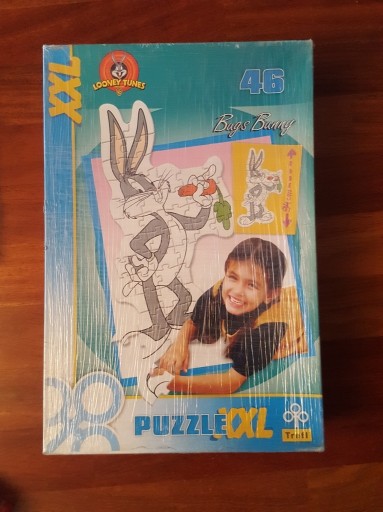 XXL
LOONEY TUNES
46
Bugs Bunny
PUZZLE XXL
Trefl